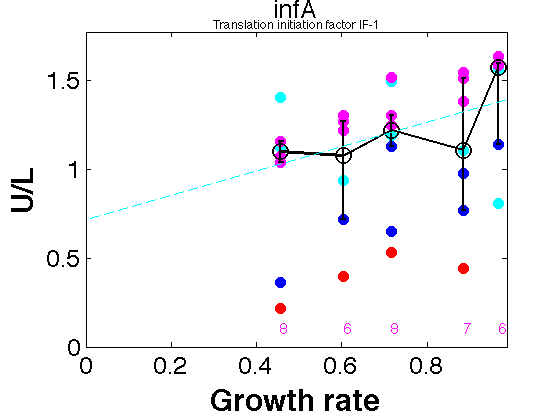 infA
Translation initiation factor IF-1
U/L
1.5
1
0.5
0
8 6 8 7 6
0 0.2 0.4 0.6 0.8
Growth rate